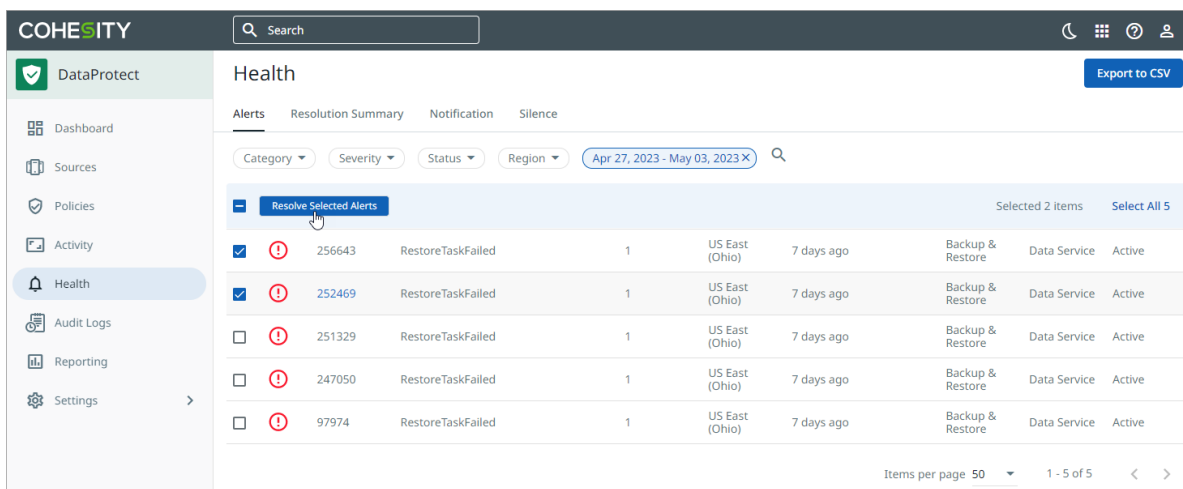 COHESITY
Search
DataProtect
Health
Export to CSV
Alerts Resolution Summary Notification Silence
Dashboard
Sources
Policies
Activity
Health
Audit Logs
Reporting
Settings
Category Severity Status Region Apr 27, 2023 - May 03, 2023
Resolve Selected Alerts Selected 2 items Select All 5
256643 RestoreTaskFailed 1 US East (Ohio) 7 days ago Backup & Restore Data Service Active
252469 RestoreTaskFailed 1 US East (Ohio) 7 days ago Backup & Restore Data Service Active
251329 RestoreTaskFailed 1 US East (Ohio) 7 days ago Backup & Restore Data Service Active
247050 RestoreTaskFailed 1 US East (Ohio) 7 days ago Backup & Restore Data Service Active
97974 RestoreTaskFailed 1 US East (Ohio) 7 days ago Backup & Restore Data Service Active
Items per page 50 1 - 5 of 5